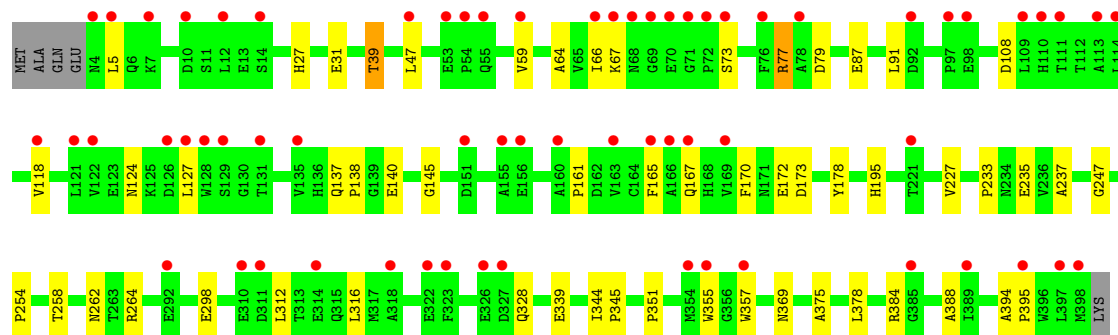 MET ALA GLN GLU N4 L5 Q6 K7 D10 S11 L12 E13 S14 H27 E31 T39 L47 E53 P54 Q55 V59 A64 V65 I66 K67 N68 G69 E70 G71 P72 S73 F76 R77 A78 D79 E87 L91 D92 P97 E98 D108 L109 H110 T111 T112 A113 L114
V118 L121 V122 E123 N124 K125 D126 L127 W128 S129 G130 T131 V135 H136 Q137 P138 G139 E140 G145 D151 A155 E156 A160 P161 D162 V163 C164 F165 A166 Q167 H168 V169 F170 N171 E172 D173 Y178 H195 T221 V227 P233 N234 E235 V236 A237 G247
P254 T258 N262 T263 R264 E292 E298 E310 D311 L312 T313 E314 Q315 L316 M317 A318 E322 F323 E326 D327 Q328 E339 I344 P345 P351 M354 W355 G356 W357 N369 A375 L378 R384 G385 A388 I389 A394 P395 W396 L397 M398 LYS